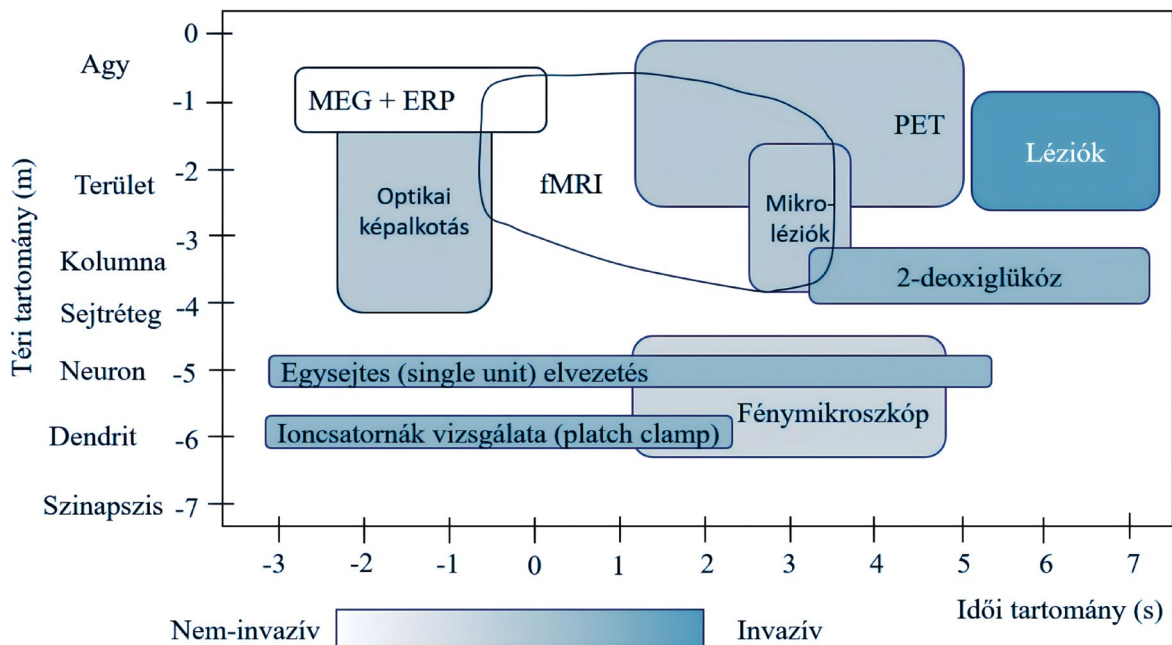 0
Agy
-1
MEG + ERP
PET
Léziók
Téri tartomány (m)
-2
Terület
fMRI
Optikai
képalkotás
Mikro-
léziók
-3
Kolumna
2-deoxiglükóz
-4
Sejtréteg
Neuron
-5
Egysejtes (single unit) elvezetés
Fénymikroszkóp
Dendrit
-6
Ioncsatornák vizsgálata (platch clamp)
Szinapszis
-7
-3 -2 -1 0 1 2 3 4 5 6 7
Időі tartomány (s)
Nem-invazív
Invazív